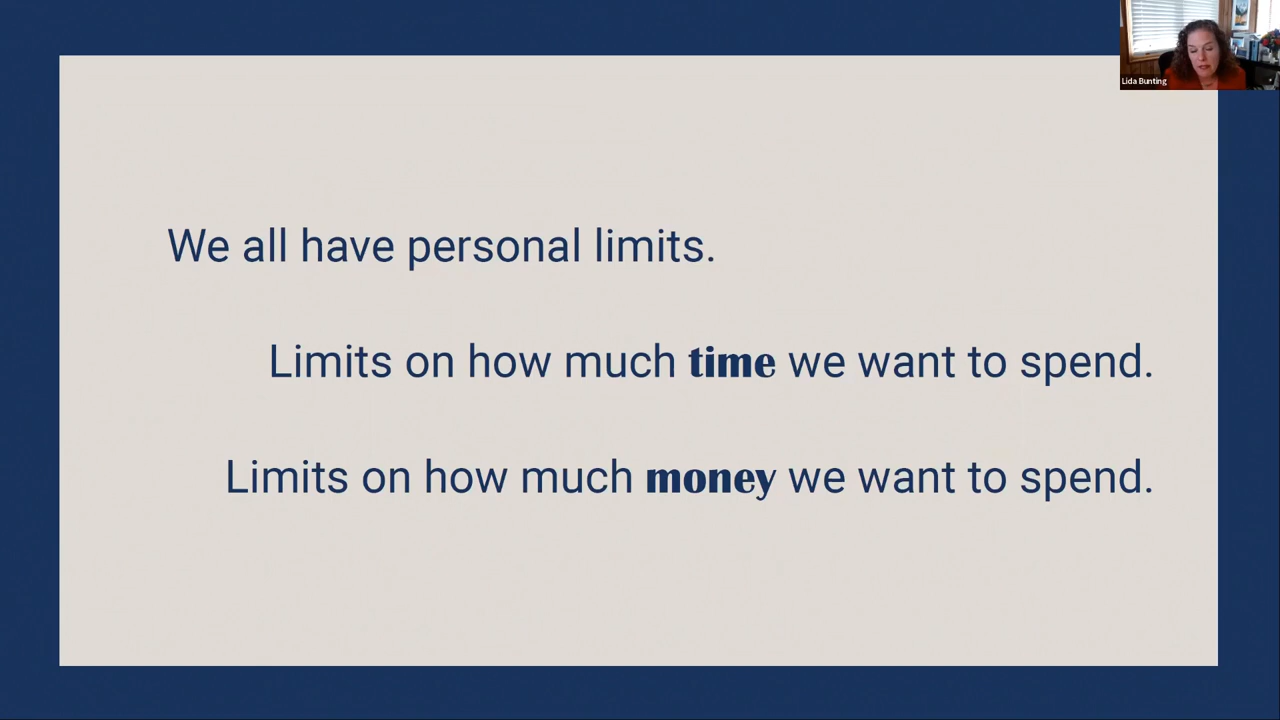 Lida Bunting
We all have personal limits.
Limits on how much time we want to spend.
Limits on how much money we want to spend.